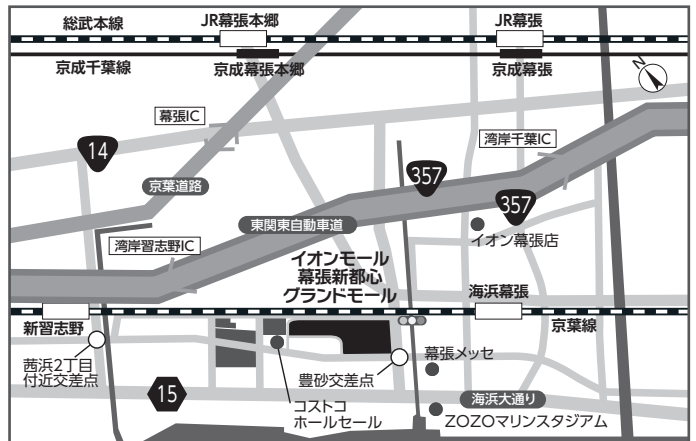 総武本線
JR幕張本郷
JR幕張
京成千葉線
京成幕張本郷
京成幕張
N
幕張IC
14
湾岸千葉IC
357
京葉道路
357
東関東自動車道
イオン幕張店
湾岸習志野IC
イオンモール
幕張新都心
グランドモール
海浜幕張
新習志野
京葉線
茜浜2丁目
付近交差点
幕張メッセ
豊砂交差点
15
海浜大通り
コストコ
ホールセール
ZOZOマリンスタジアム